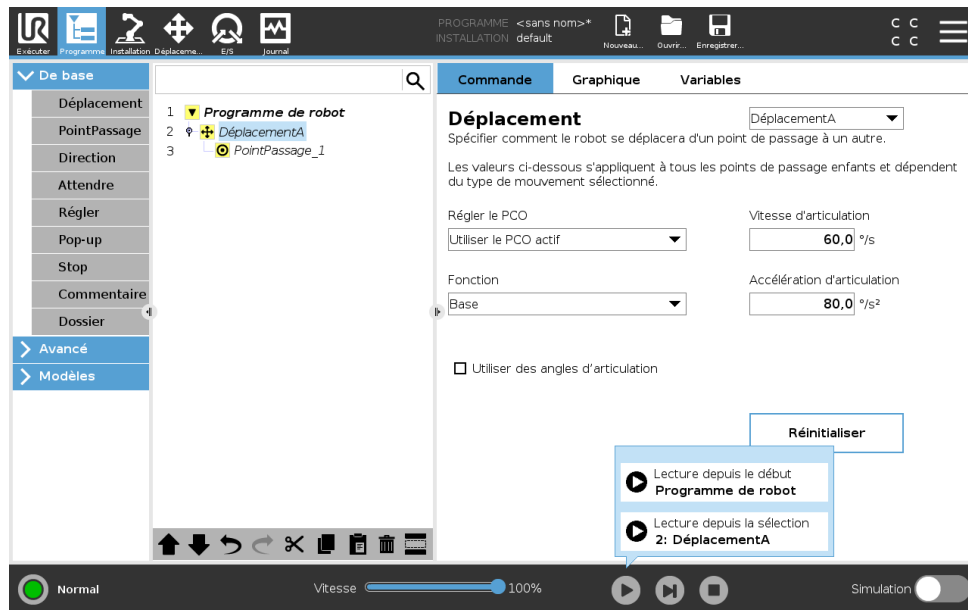 PROGRAMME <sans nom>*
INSTALLATION default
Exécuter
Programme
Installation
Déplaceme...
E/S
Journal
Nouveau...
Ouvrir...
Enregistrer...
C C
C C
De base
Déplacement
PointPassage
Direction
Attendre
Régler
Pop-up
Stop
Commentaire
Dossier
Avancé
Modèles
1 Programme de robot
2 DéplacementA
3 PointPassage_1
Commande
Graphique
Variables
Déplacement
DéplacementA
Spécifier comment le robot se déplacera d'un point de passage à un autre.
Les valeurs ci-dessous s'appliquent à tous les points de passage enfants et dépendent
du type de mouvement sélectionné.
Régler le PCO
Vitesse d'articulation
Utiliser le PCO actif
60,0 °/s
Fonction
Accélération d'articulation
Base
80,0 °/s²
Utiliser des angles d'articulation
Réinitialiser
Lecture depuis le début
Programme de robot
Lecture depuis la sélection
2: DéplacementA
Normal
Vitesse
100%
Simulation